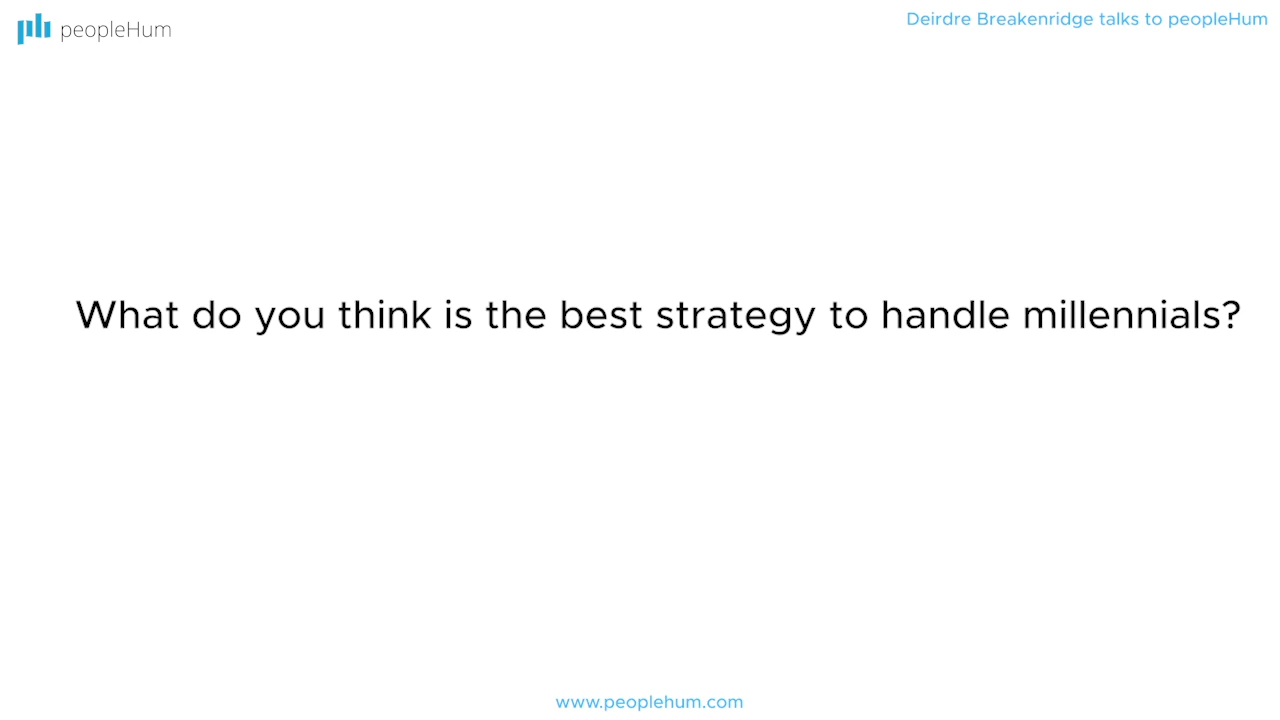 peopleHum
Deirdre Breakenridge talks to peopleHum
What do you think is the best strategy to handle millennials?
www.peoplehum.com